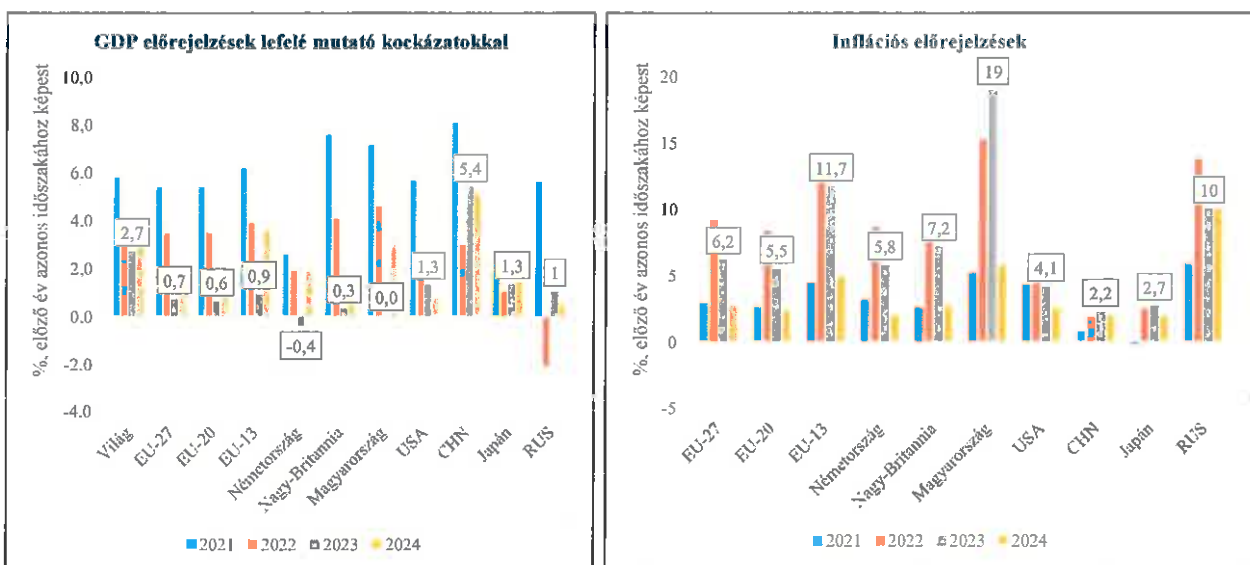 GDP előrejelzések lefelé mutató kockázatokkal
%, előző év azonos időszakához képest
10,0
8,0
6,0
4,0
2,0
0,0
-2.0
-4.0
2,7
0,7
0,6
0,9
-0,4
0,3
0,0
1,3
5,4
1,3
1
Világ
EU-27
EU-20
EU-13
Németország
Nagy-Britannia
Magyarország
USA
CHN
Japán
RUS
2021
2022
2023
2024
Inflációs előrejelzések
%, előző év azonos időszakához képest
20
15
10
5
0
-5
6,2
5,5
11,7
5,8
7,2
19
4,1
2,2
2,7
10
EU-27
EU-20
EU-13
Németország
Nagy-Britannia
Magyarország
USA
CHN
Japán
RUS
2021
2022
2023
2024